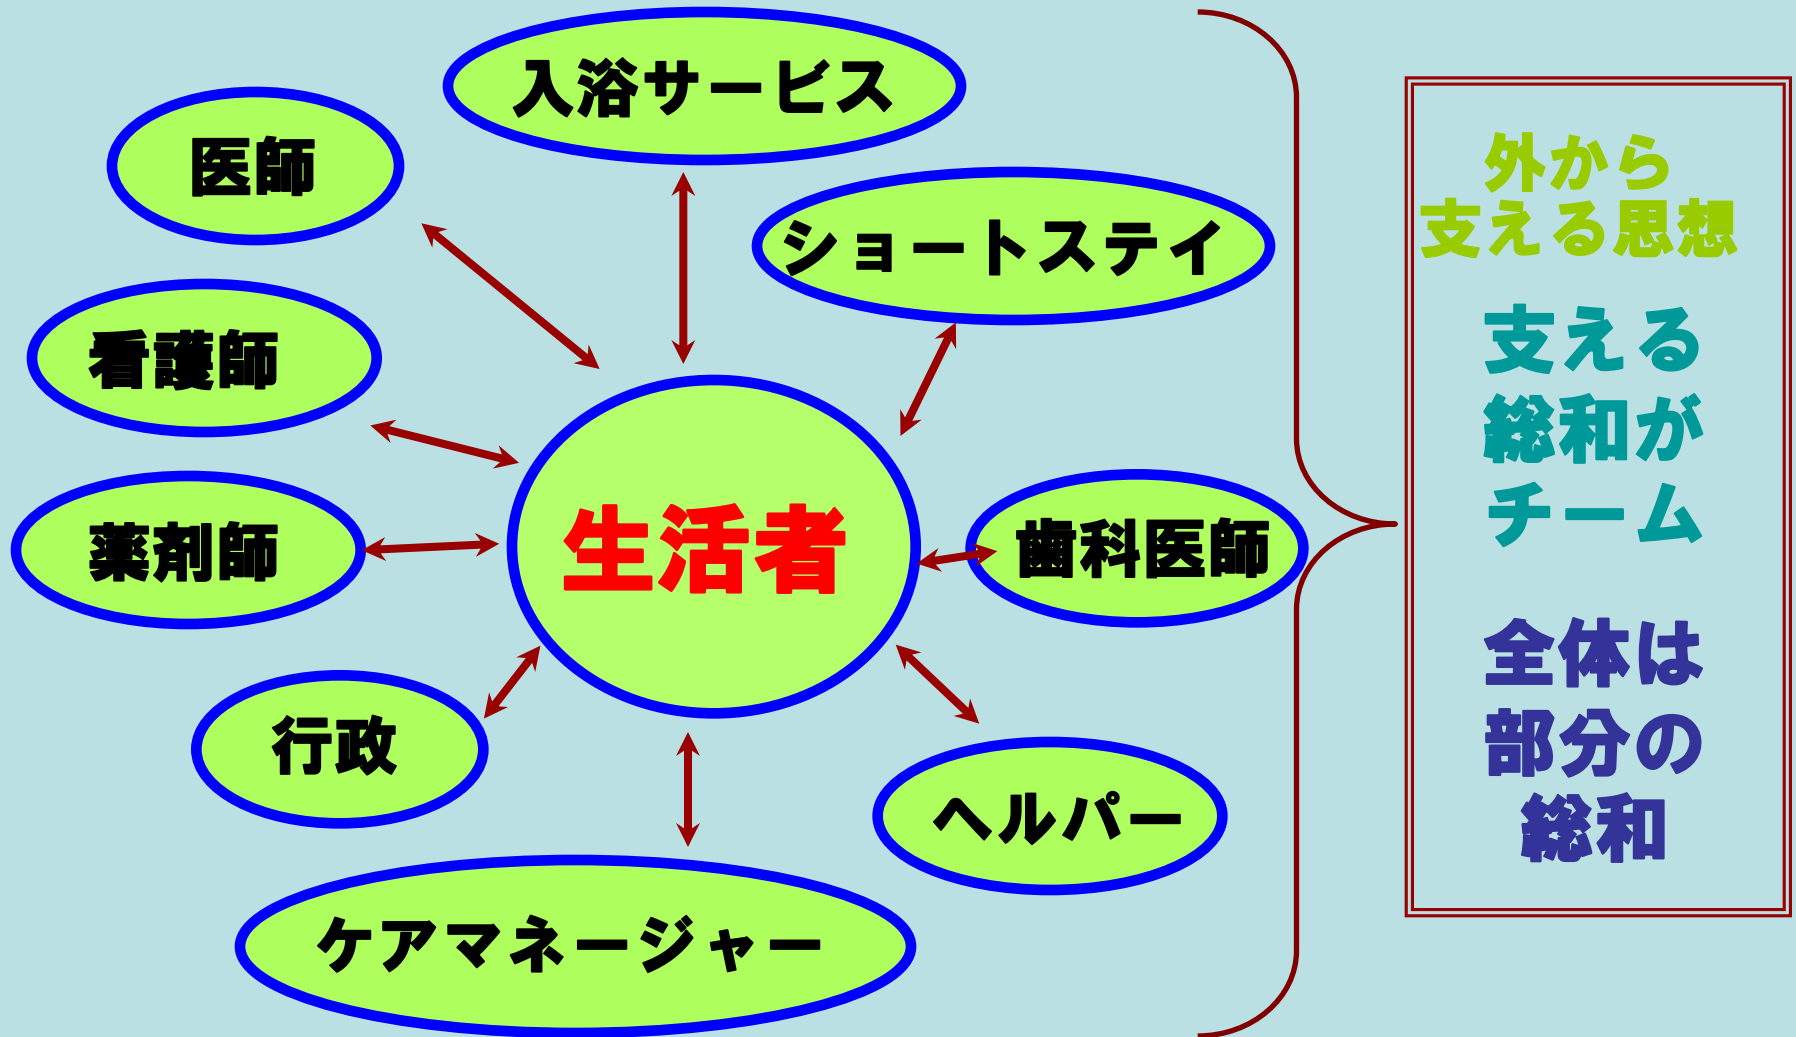 入浴サービス
医師
ショートステイ
看護師
生活者
薬剤師
歯科医師
行政
ヘルパー
ケアマネージャー
外から
支える思想
支える
総和が
チーム
全体は
部分の
総和